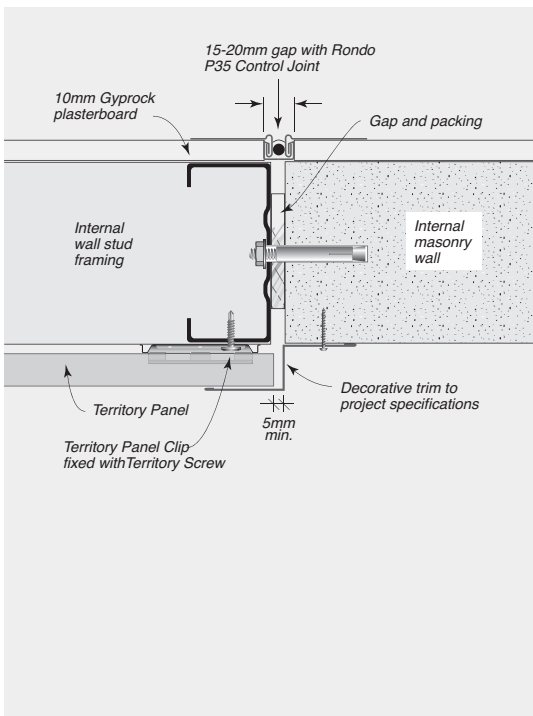 15-20mm gap with Rondo
P35 Control Joint
10mm Gyprock
plasterboard
Gap and packing
Internal
wall stud
framing
Internal
masonry
wall
Territory Panel
Decorative trim to
project specifications
5mm
min.
Territory Panel Clip
fixed withTerritory Screw